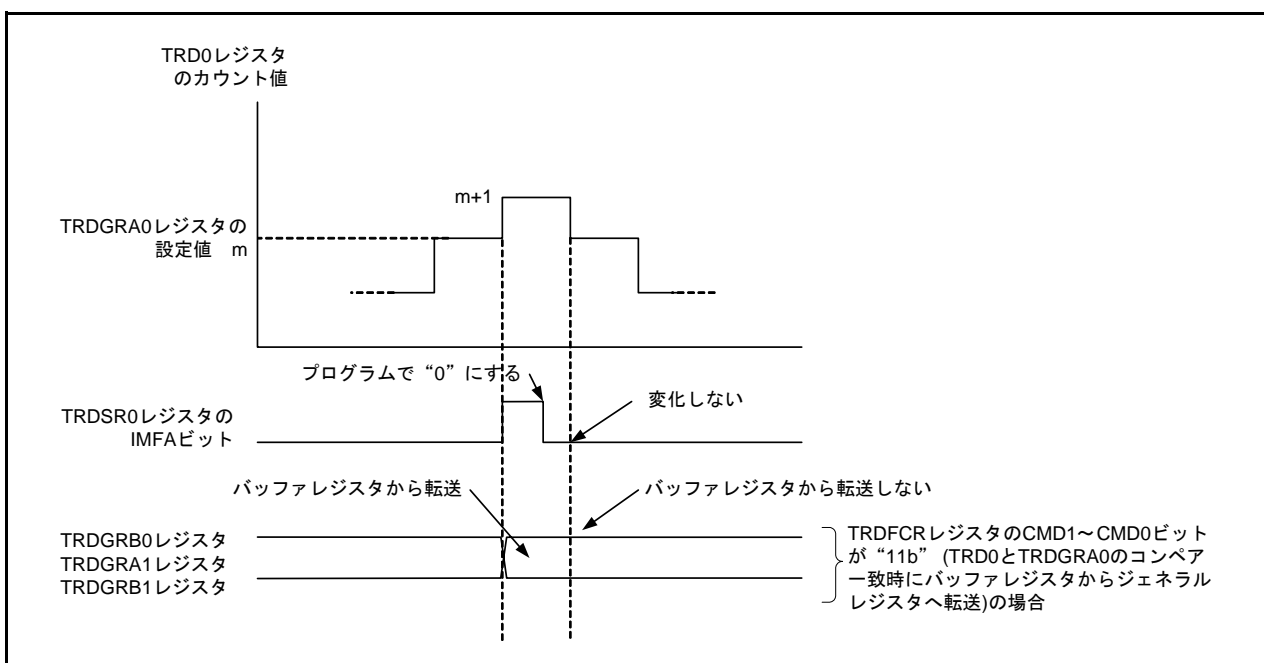 TRD0レジスタ
のカウント値
m+1
TRDGRA0レジスタの
設定値　m
プログラムで“0”にする
変化しない
TRDSR0レジスタの
IMFAビット
バッファレジスタから転送
バッファレジスタから転送しない
TRDGRB0レジスタ
TRDGRA1レジスタ
TRDGRB1レジスタ
TRDFCRレジスタのCMD1～CMD0ビット
が“11b” (TRD0とTRDGRA0のコンペア
一致時にバッファレジスタからジェネラル
レジスタへ転送)の場合